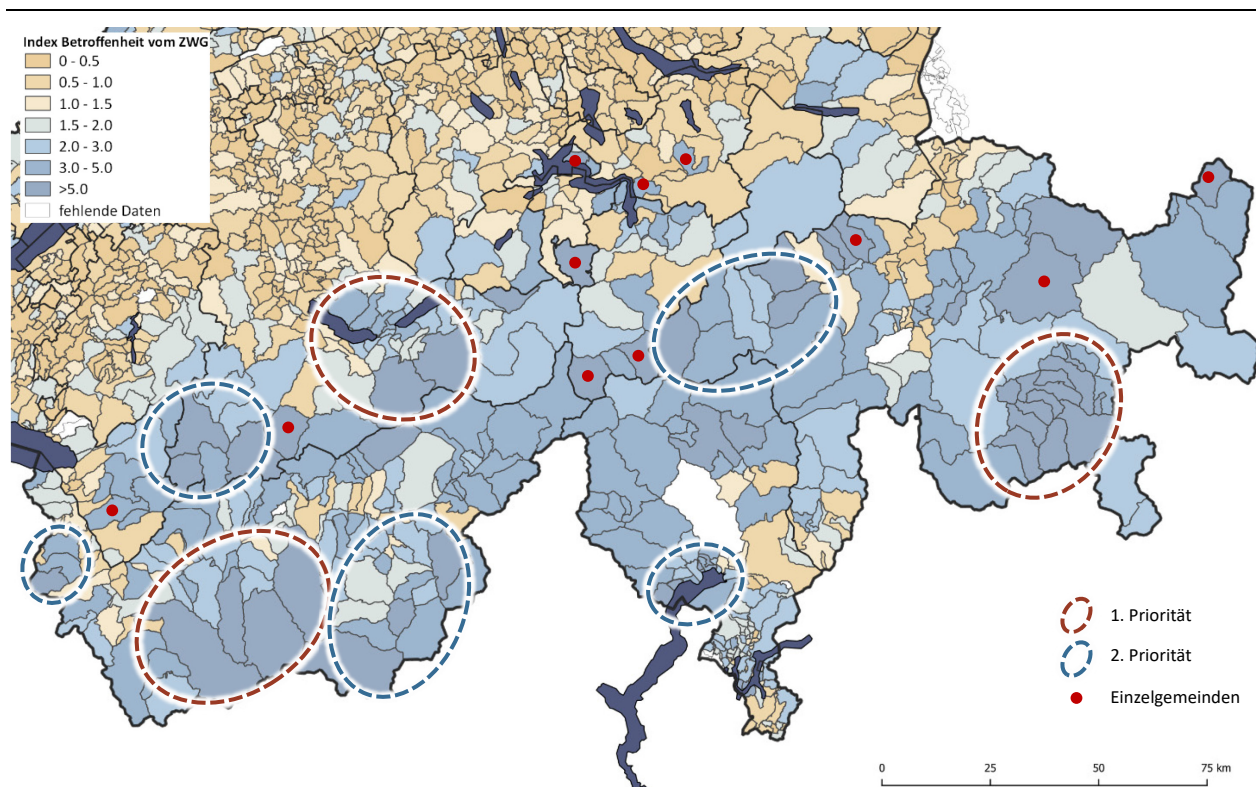 Index Betroffenheit vom ZWG
0 - 0.5
0.5 - 1.0
1.0 - 1.5
1.5 - 2.0
2.0 - 3.0
3.0 - 5.0
>5.0
fehlende Daten
1. Priorität
2. Priorität
Einzelgemeinden
0 25 50 75 km